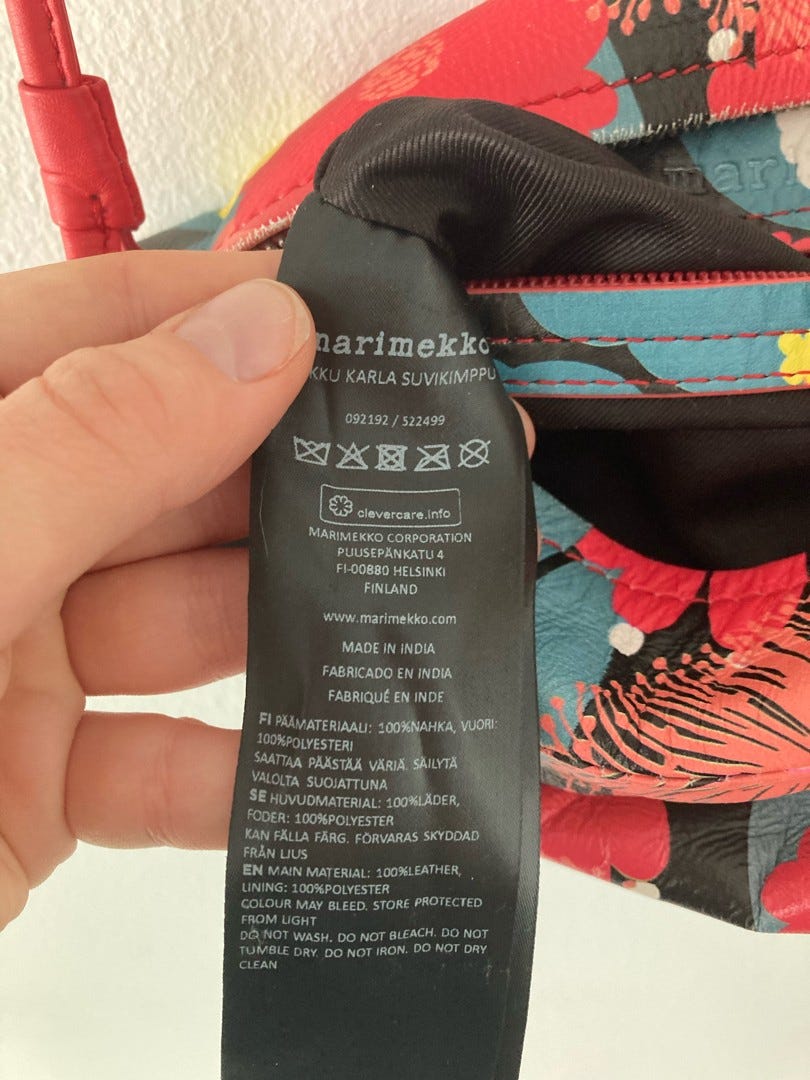 mari
marimekko
KKU KARLA SUVIKIMPPU
092192 / 522499
clevercare.info
MARIMEKKO CORPORATION
PUUSEPÄNKATU 4
FI-00880 HELSINKI
FINLAND
www.marimekko.com
MADE IN INDIA
FABRICADO EN INDIA
FABRIQUÉ EN INDE
FI PÄÄMATERIAALI: 100%NAHKA, VUORI:
100%POLYESTERI
SAATTAA PÄÄSTÄÄ VÄRIÄ. SÄILYTÄ
VALOLTA SUOJATTUNA
SE HUVUDMATERIAL: 100%LÄDER,
FODER: 100%POLYESTER
KAN FÄLLA FÄRG. FÖRVARAS SKYDDAD
FRÅN LJUS
EN MAIN MATERIAL: 100%LEATHER,
LINING: 100%POLYESTER
COLOUR MAY BLEED. STORE PROTECTED
FROM LIGHT
DO NOT WASH. DO NOT BLEACH. DO NOT
TUMBLE DRY. DO NOT IRON. DO NOT DRY
CLEAN